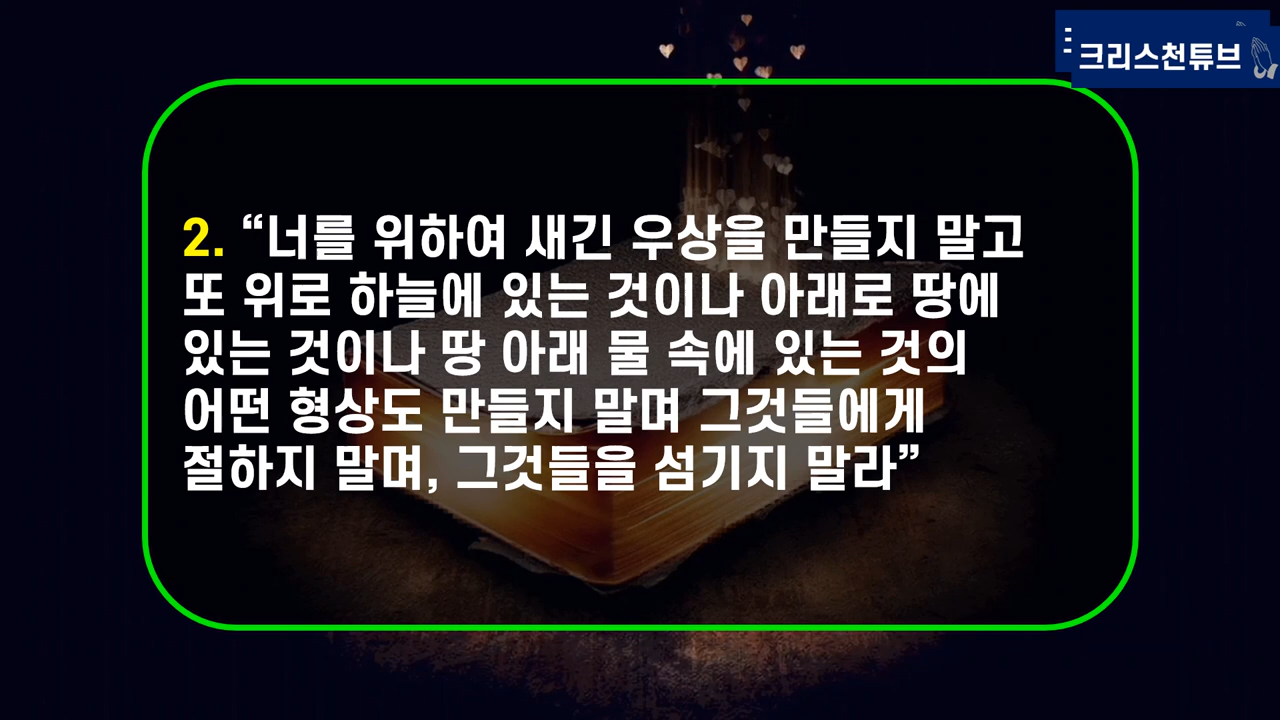 크리스천튜브
2. “너를 위하여 새긴 우상을 만들지 말고
또 위로 하늘에 있는 것이나 아래로 땅에
있는 것이나 땅 아래 물 속에 있는 것의
어떤 형상도 만들지 말며 그것들에게
절하지 말며, 그것들을 섬기지 말라”